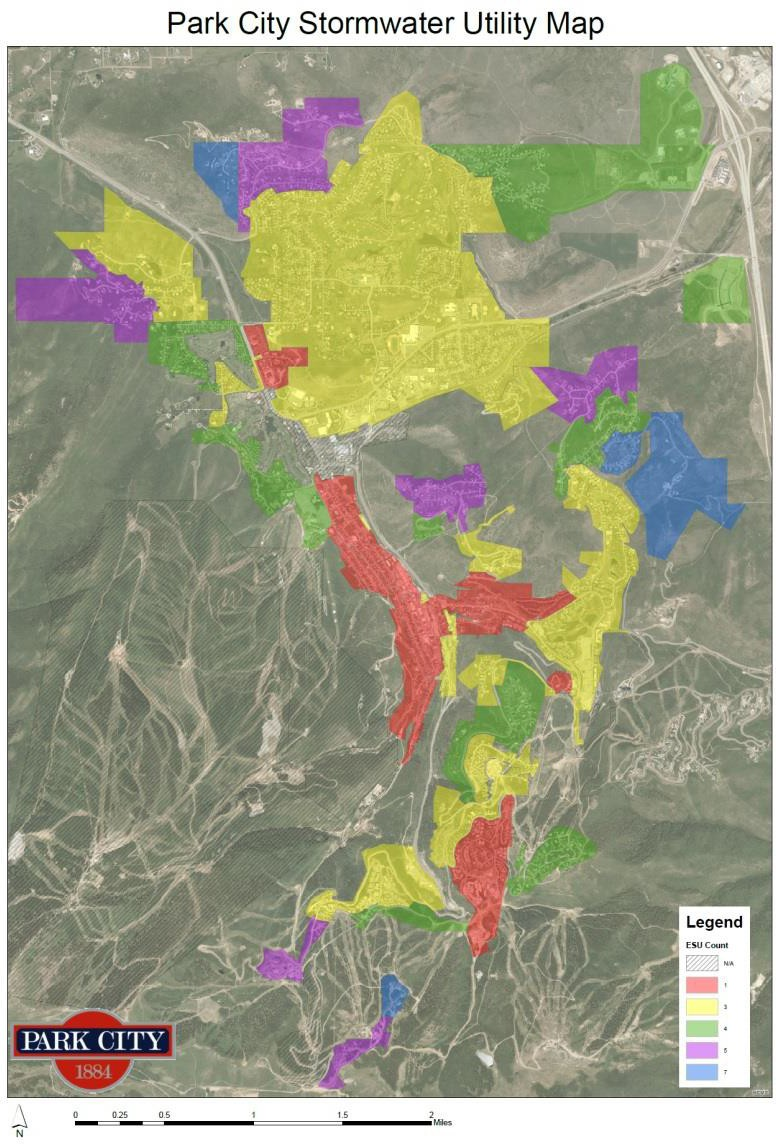 Park City Stormwater Utility Map
Legend
ESU Count
N/A
1
3
4
5
7
PARK CITY
1884
N
0 0.25 0.5 1 1.5 2
Miles